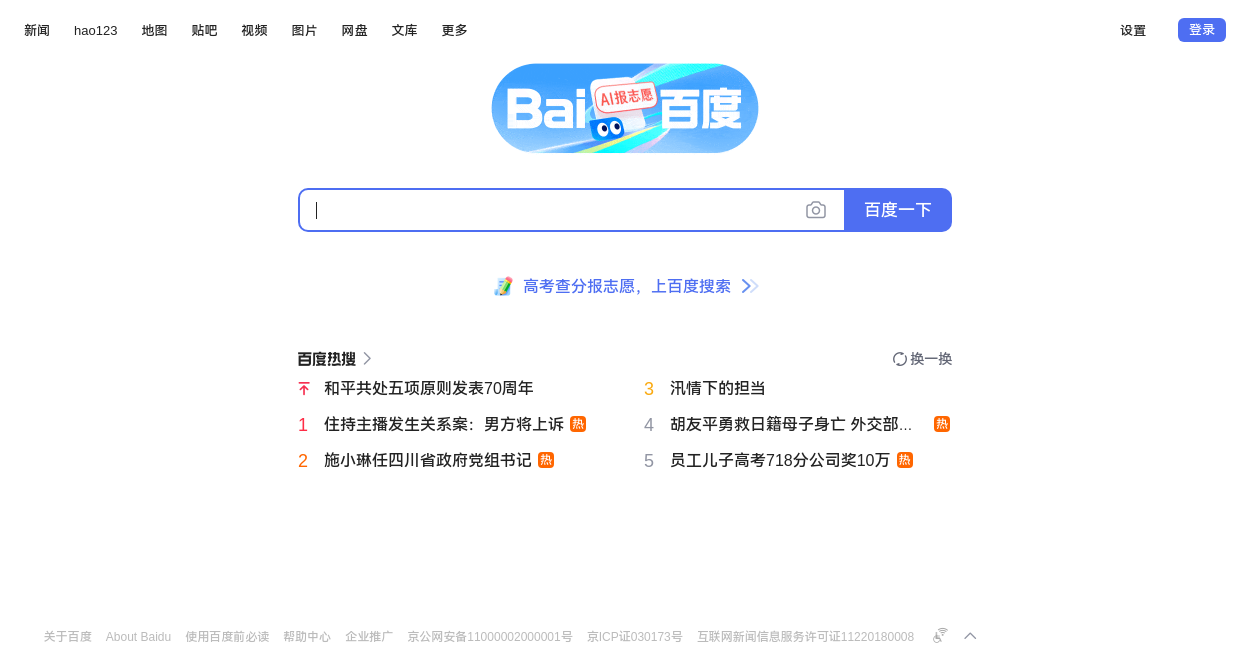 新闻 hao123 地图 贴吧 视频 图片 网盘 文库 更多 设置 登录
Bai AI报志愿 百度
百度一下
高考查分报志愿，上百度搜索
百度热搜 换一换
和平共处五项原则发表70周年
3 汛情下的担当
1 住持主播发生关系案：男方将上诉 热
4 胡友平勇救日籍母子身亡 外交部... 热
2 施小琳任四川省政府党组书记 热
5 员工儿子高考718分公司奖10万 热
关于百度 About Baidu 使用百度前必读 帮助中心 企业推广 京公网安备11000002000001号 京ICP证030173号 互联网新闻信息服务许可证11220180008